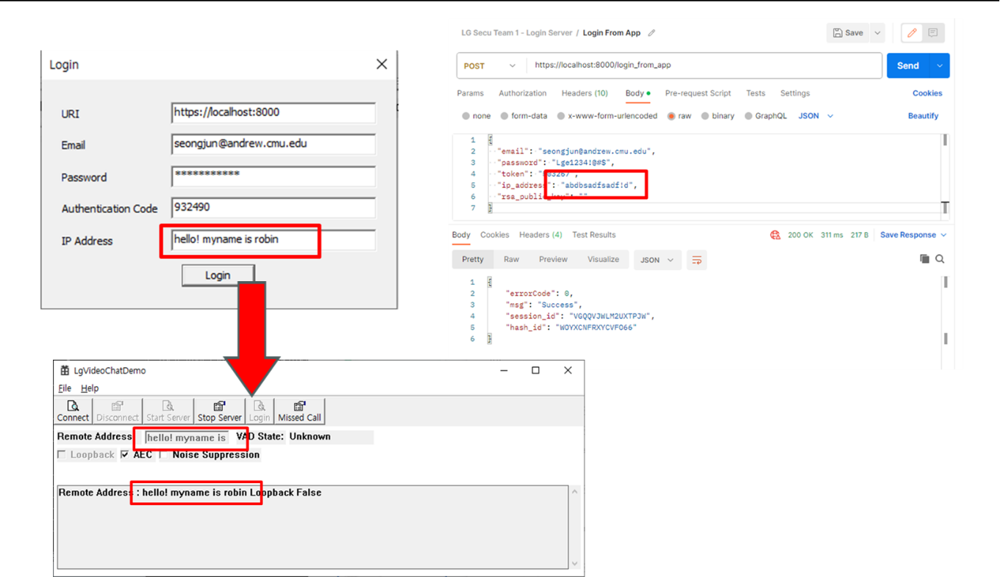 Login
URI https://localhost:8000
Email seongjun@andrew.cmu.edu
Password ***********
Authentication Code 932490
IP Address hello! myname is robin
Login
LgVideoChatDemo
File Help
Connect Disconnect Start Server Stop Server Login Missed Call
Remote Address hello! myname is VAD State: Unknown
Loopback AEC Noise Suppression
Remote Address : hello! myname is robin Loopback False
LG Secu Team 1 - Login Server / Login From App
Save
POST https://localhost:8000/login_from_app Send
Params Authorization Headers (10) Body Pre-request Script Tests Settings Cookies
none form-data x-www-form-urlencoded raw binary GraphQL JSON Beautify
1 {
2 "email": "seongjun@andrew.cmu.edu",
3 "password": "Lge1234!@#$",
4 "token":
5 "ip_address": "abdbsadfsadf!d",
6 "rsa_public_key": ""
7 }
Body Cookies Headers (4) Test Results 200 OK 311 ms 217 B Save Response
Pretty Raw Preview Visualize JSON
1 {
2 "errorCode": 0,
3 "msg": "Success",
4 "session_id": "VGQQVJWLM2UXTPJW",
5 "hash_id": "WOYXCNFRXYCVFO66"
6 }